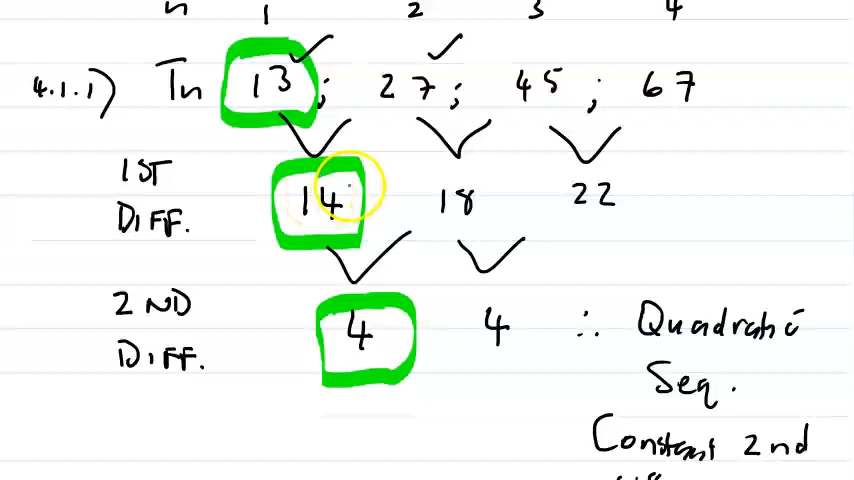 n 1 2 3 4
4.1.1) Tn 13 ; 27 ; 45 ; 67
1ST
DIFF. 14 18 22
2ND
DIFF. 4 4 ∴ Quadratic
Seq.
Constant 2nd